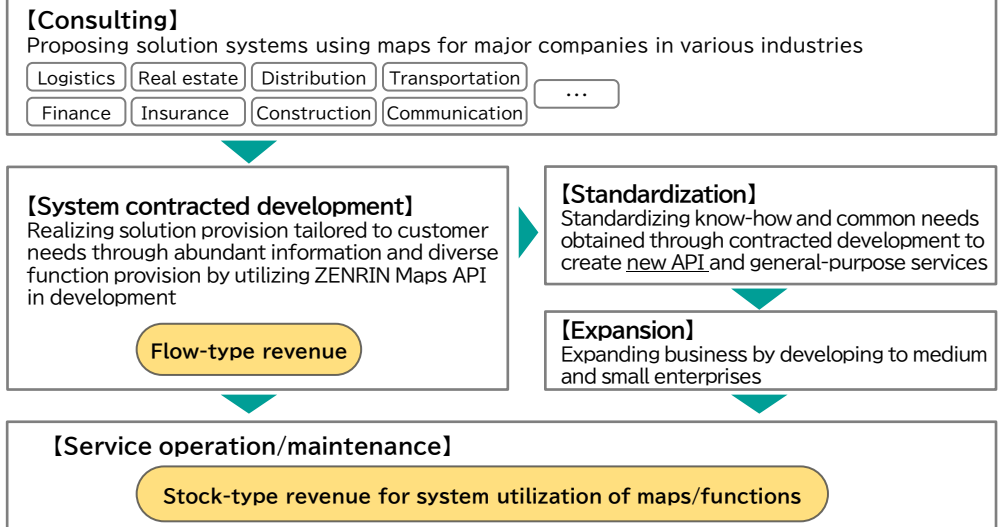 【Consulting】
Proposing solution systems using maps for major companies in various industries
Logistics
Real estate
Distribution
Transportation
Finance
Insurance
Construction
Communication
…
【System contracted development】
Realizing solution provision tailored to customer
needs through abundant information and diverse
function provision by utilizing ZENRIN Maps API
in development
Flow-type revenue
【Standardization】
Standardizing know-how and common needs
obtained through contracted development to
create new API and general-purpose services
【Expansion】
Expanding business by developing to medium
and small enterprises
【Service operation/maintenance】
Stock-type revenue for system utilization of maps/functions